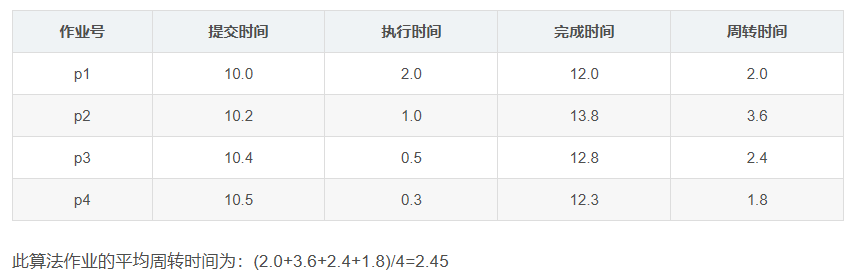 作业号 提交时间 执行时间 完成时间 周转时间
p1 10.0 2.0 12.0 2.0
p2 10.2 1.0 13.8 3.6
p3 10.4 0.5 12.8 2.4
p4 10.5 0.3 12.3 1.8
此算法作业的平均周转时间为：(2.0+3.6+2.4+1.8)/4=2.45